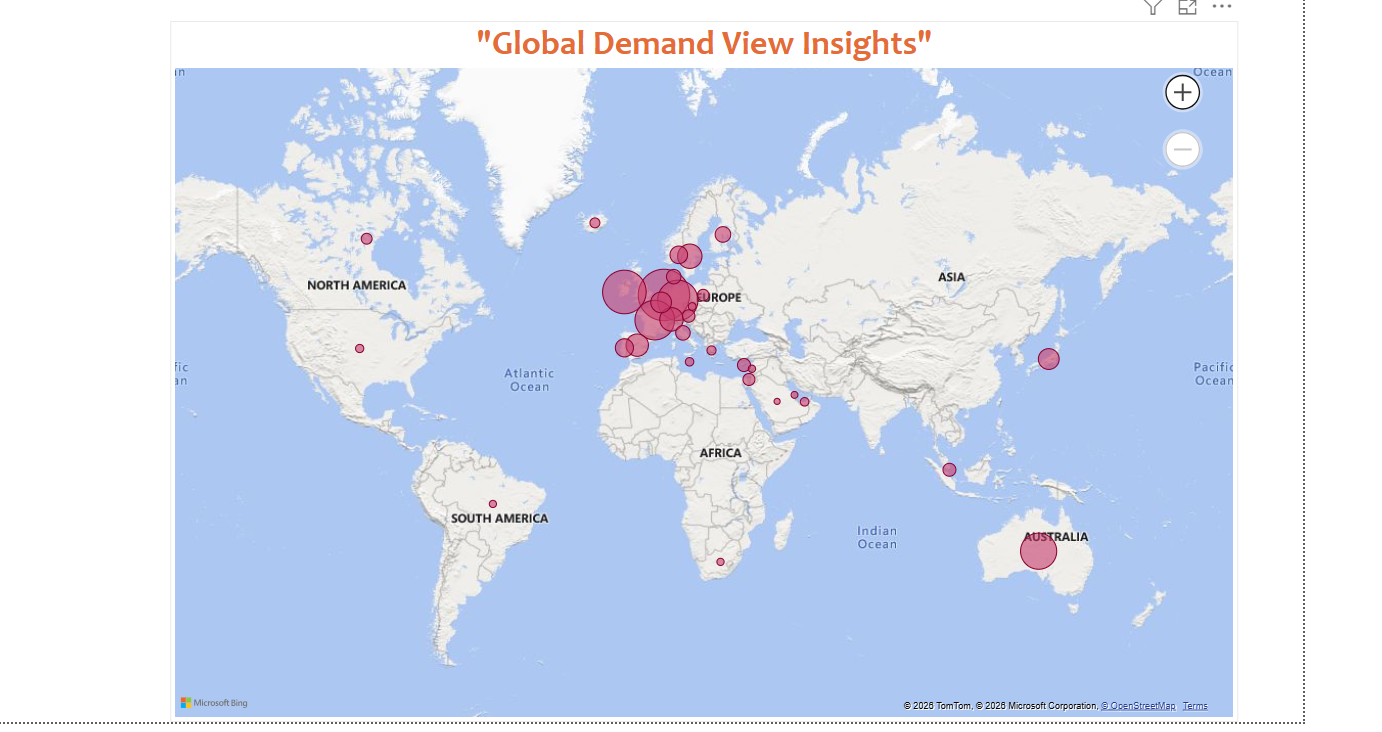 "Global Demand View Insights"
Ocean
NORTH AMERICA
ASIA
EUROPE
Atlantic
Ocean
Pacific
Ocean
AFRICA
SOUTH AMERICA
Indian
Ocean
AUSTRALIA
Microsoft Bing
© 2026 TomTom, © 2026 Microsoft Corporation, © OpenStreetMap Terms